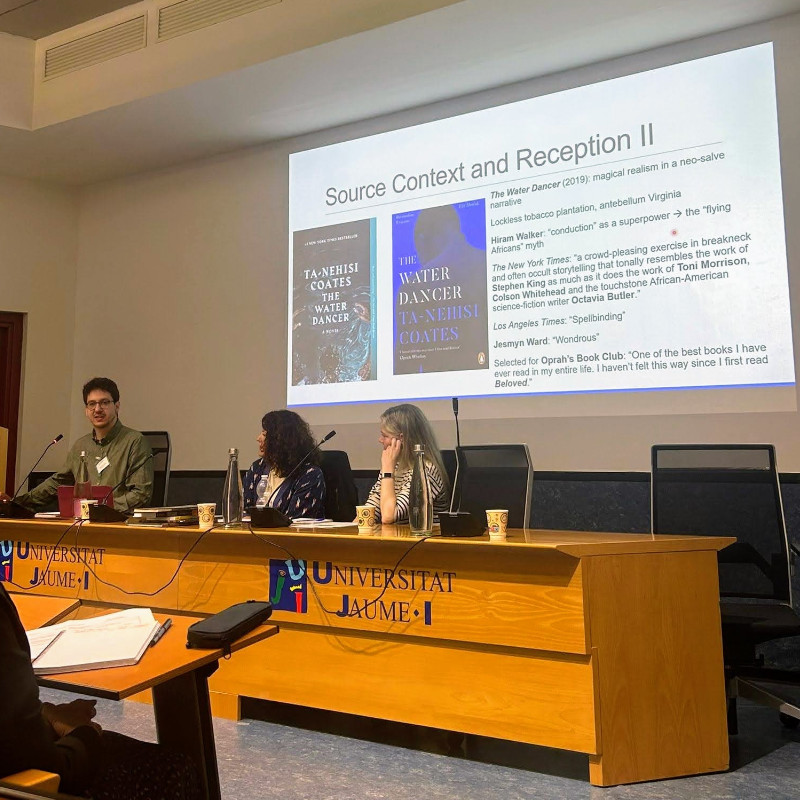 Source Context and Reception II
The Water Dancer (2019): magical realism in a neo-salve
narrative
Lockless tobacco plantation, antebellum Virginia
Hiram Walker: "conduction" as a superpower → the "flying
Africans" myth
The New York Times: "a crowd-pleasing exercise in breakneck
and often occult storytelling that tonally resembles the work of
Stephen King as much as it does the work of Toni Morrison,
Colson Whitehead and the touchstone African-American
science-fiction writer Octavia Butler."
Los Angeles Times: "Spellbinding"
Jesmyn Ward: "Wondrous"
Selected for Oprah's Book Club: "One of the best books I have
ever read in my entire life. I haven't felt this way since I first read
Beloved."
TA-NEHISI
COATES
THE
WATER
DANCER
A NOVEL
THE
WATER
DANCER
TA-NEHISI
COATES
UNIVERSITAT
JAUME·I
UNIVERSITAT
JAUME·I